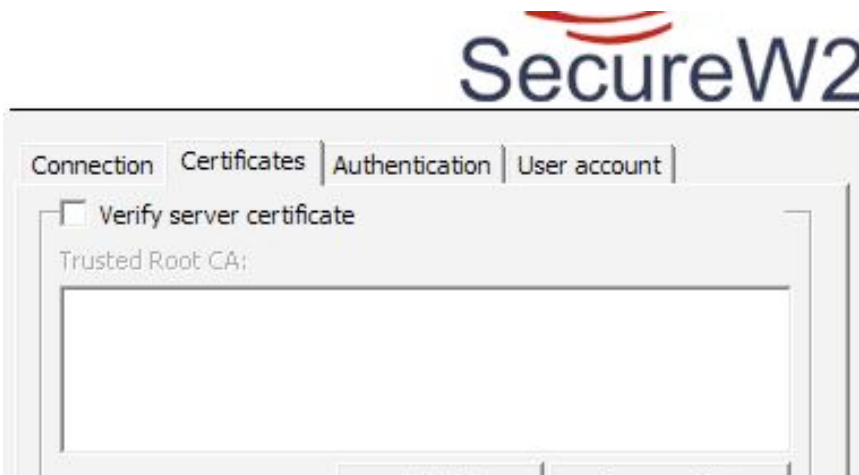 SecureW2
Connection Certificates Authentication User account
Verify server certificate
Trusted Root CA: